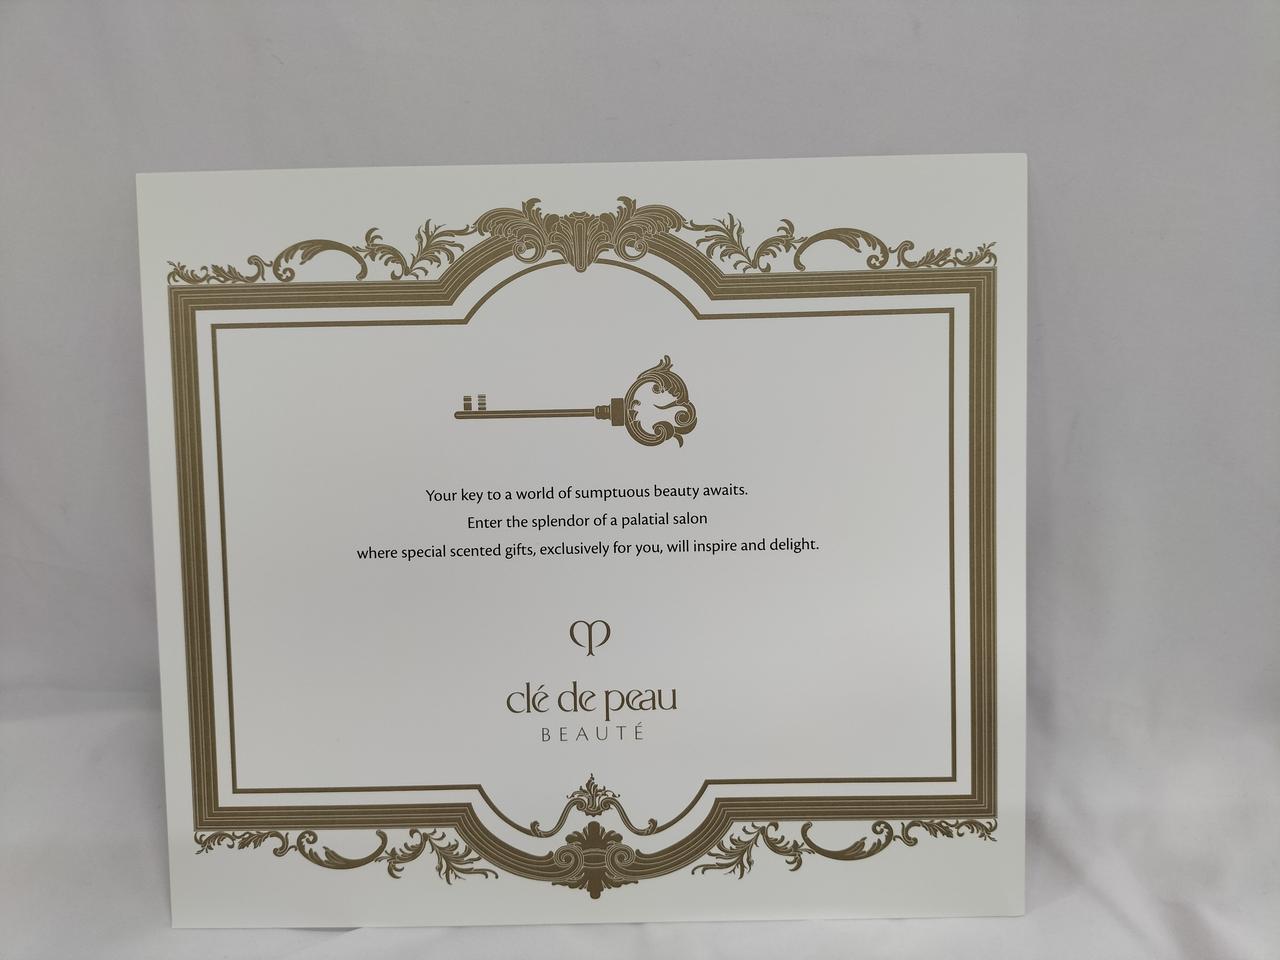 Your key to a world of sumptuous beauty awaits.
Enter the splendor of a palatial salon
where special scented gifts, exclusively for you, will inspire and delight.
clé de peau
BEAUTÉ